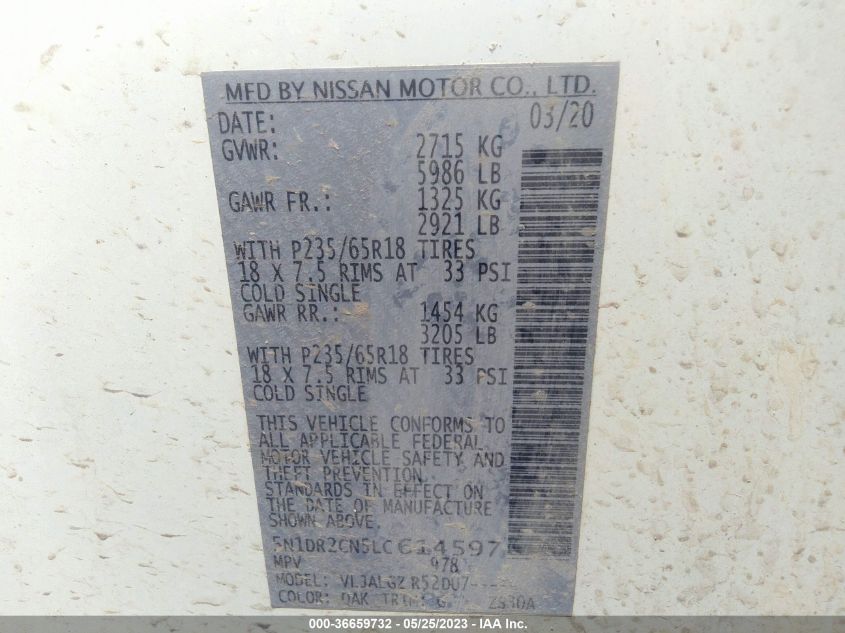 MFD BY NISSAN MOTOR CO., LTD.
DATE: 03/20
GVWR: 2715 KG
5986 LB
GAWR FR.: 1325 KG
2921 LB
WITH P235/65R18 TIRES
18 X 7.5 RIMS AT 33 PSI
COLD SINGLE
GAWR RR.: 1454 KG
3205 LB
WITH P235/65R18 TIRES
18 X 7.5 RIMS AT 33 PSI
COLD SINGLE
THIS VEHICLE CONFORMS TO
ALL APPLICABLE FEDERAL
MOTOR VEHICLE SAFETY AND
THEFT PREVENTION
STANDARDS IN EFFECT ON
THE DATE OF MANUFACTURE
SHOWN ABOVE.
5N1DR2CN5LC614597
MPV
MODEL:
COLOR: QAK
000-36659732 - 05/25/2023 - IAA Inc.